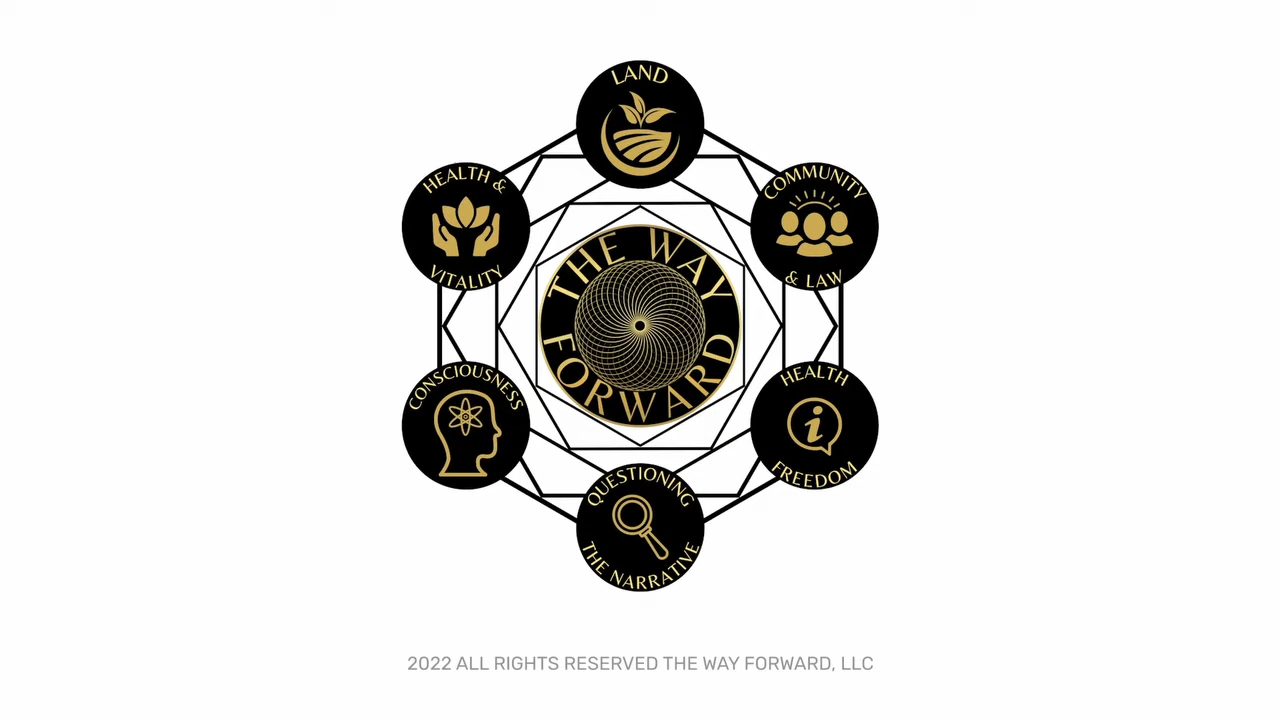 LAND
HEALTH &
VITALITY
COMMUNITY
& LAW
THE WAY
FORWARD
CONSCIOUSNESS
HEALTH
i
FREEDOM
QUESTIONING
THE NARRATIVE
2022 ALL RIGHTS RESERVED THE WAY FORWARD, LLC